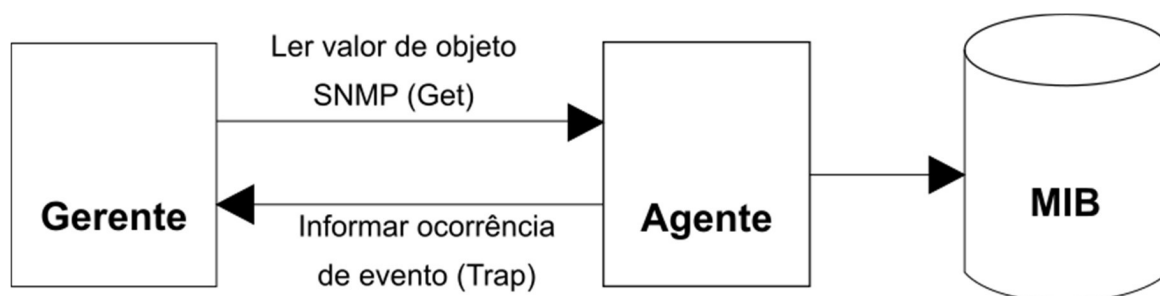 Ler valor de objeto
SNMP (Get)
Gerente
Informar ocorrência
de evento (Trap)
Agente
MIB